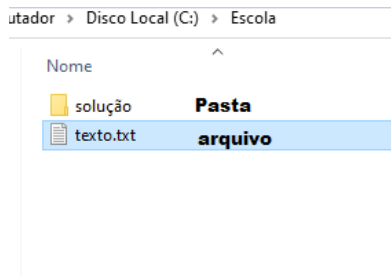 utador > Disco Local (C:) > Escola
Nome
solução Pasta
texto.txt arquivo